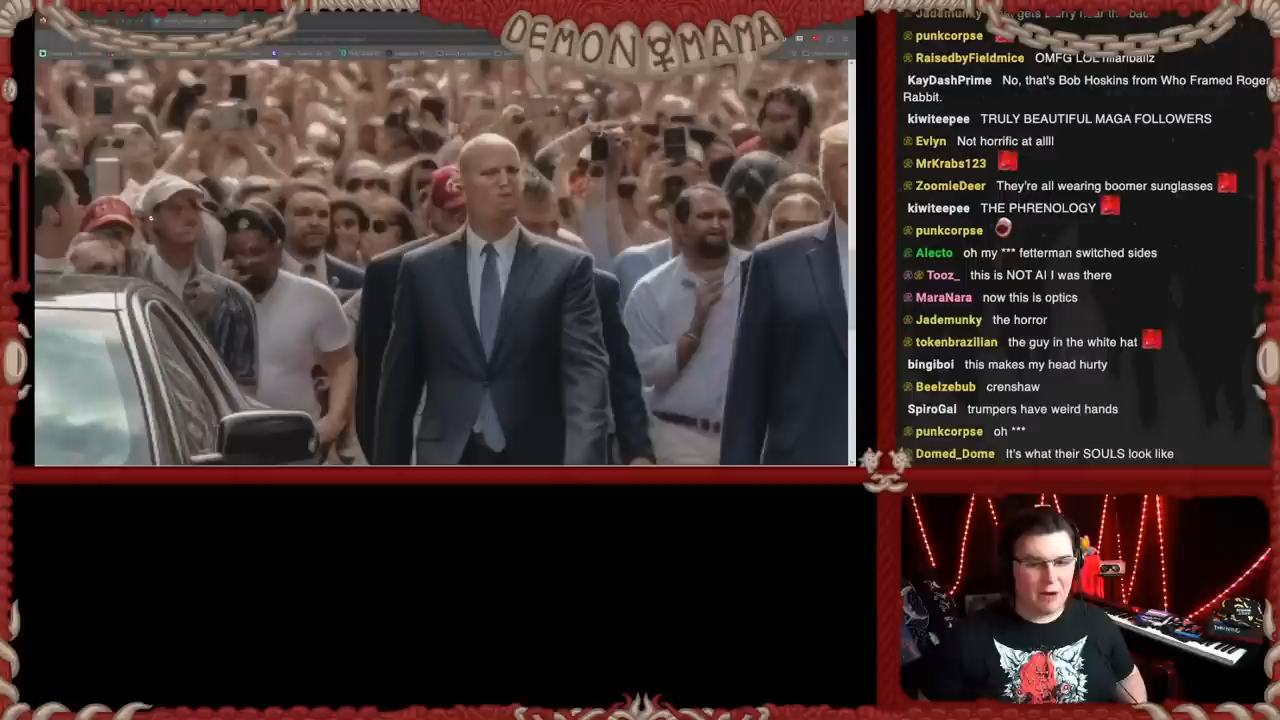 DEMON MAMA
punkcorpse
RaisedbyFieldmice OMFG LOL hilariballz
KayDashPrime No, that's Bob Hoskins from Who Framed Roger
Rabbit.
kiwiteepee TRULY BEAUTIFUL MAGA FOLLOWERS
Evlyn Not horrific at allll
MrKrabs123
ZoomieDeer They're all wearing boomer sunglasses
kiwiteepee THE PHRENOLOGY
punkcorpse
Alecto oh my *** fetterman switched sides
Tooz_ this is NOT AI I was there
MaraNara now this is optics
Jademunky the horror
tokenbrazilian the guy in the white hat
bingiboi this makes my head hurty
Beelzebub crenshaw
SpiroGal trumpers have weird hands
punkcorpse oh ***
Domed_Dome It's what their SOULS look like